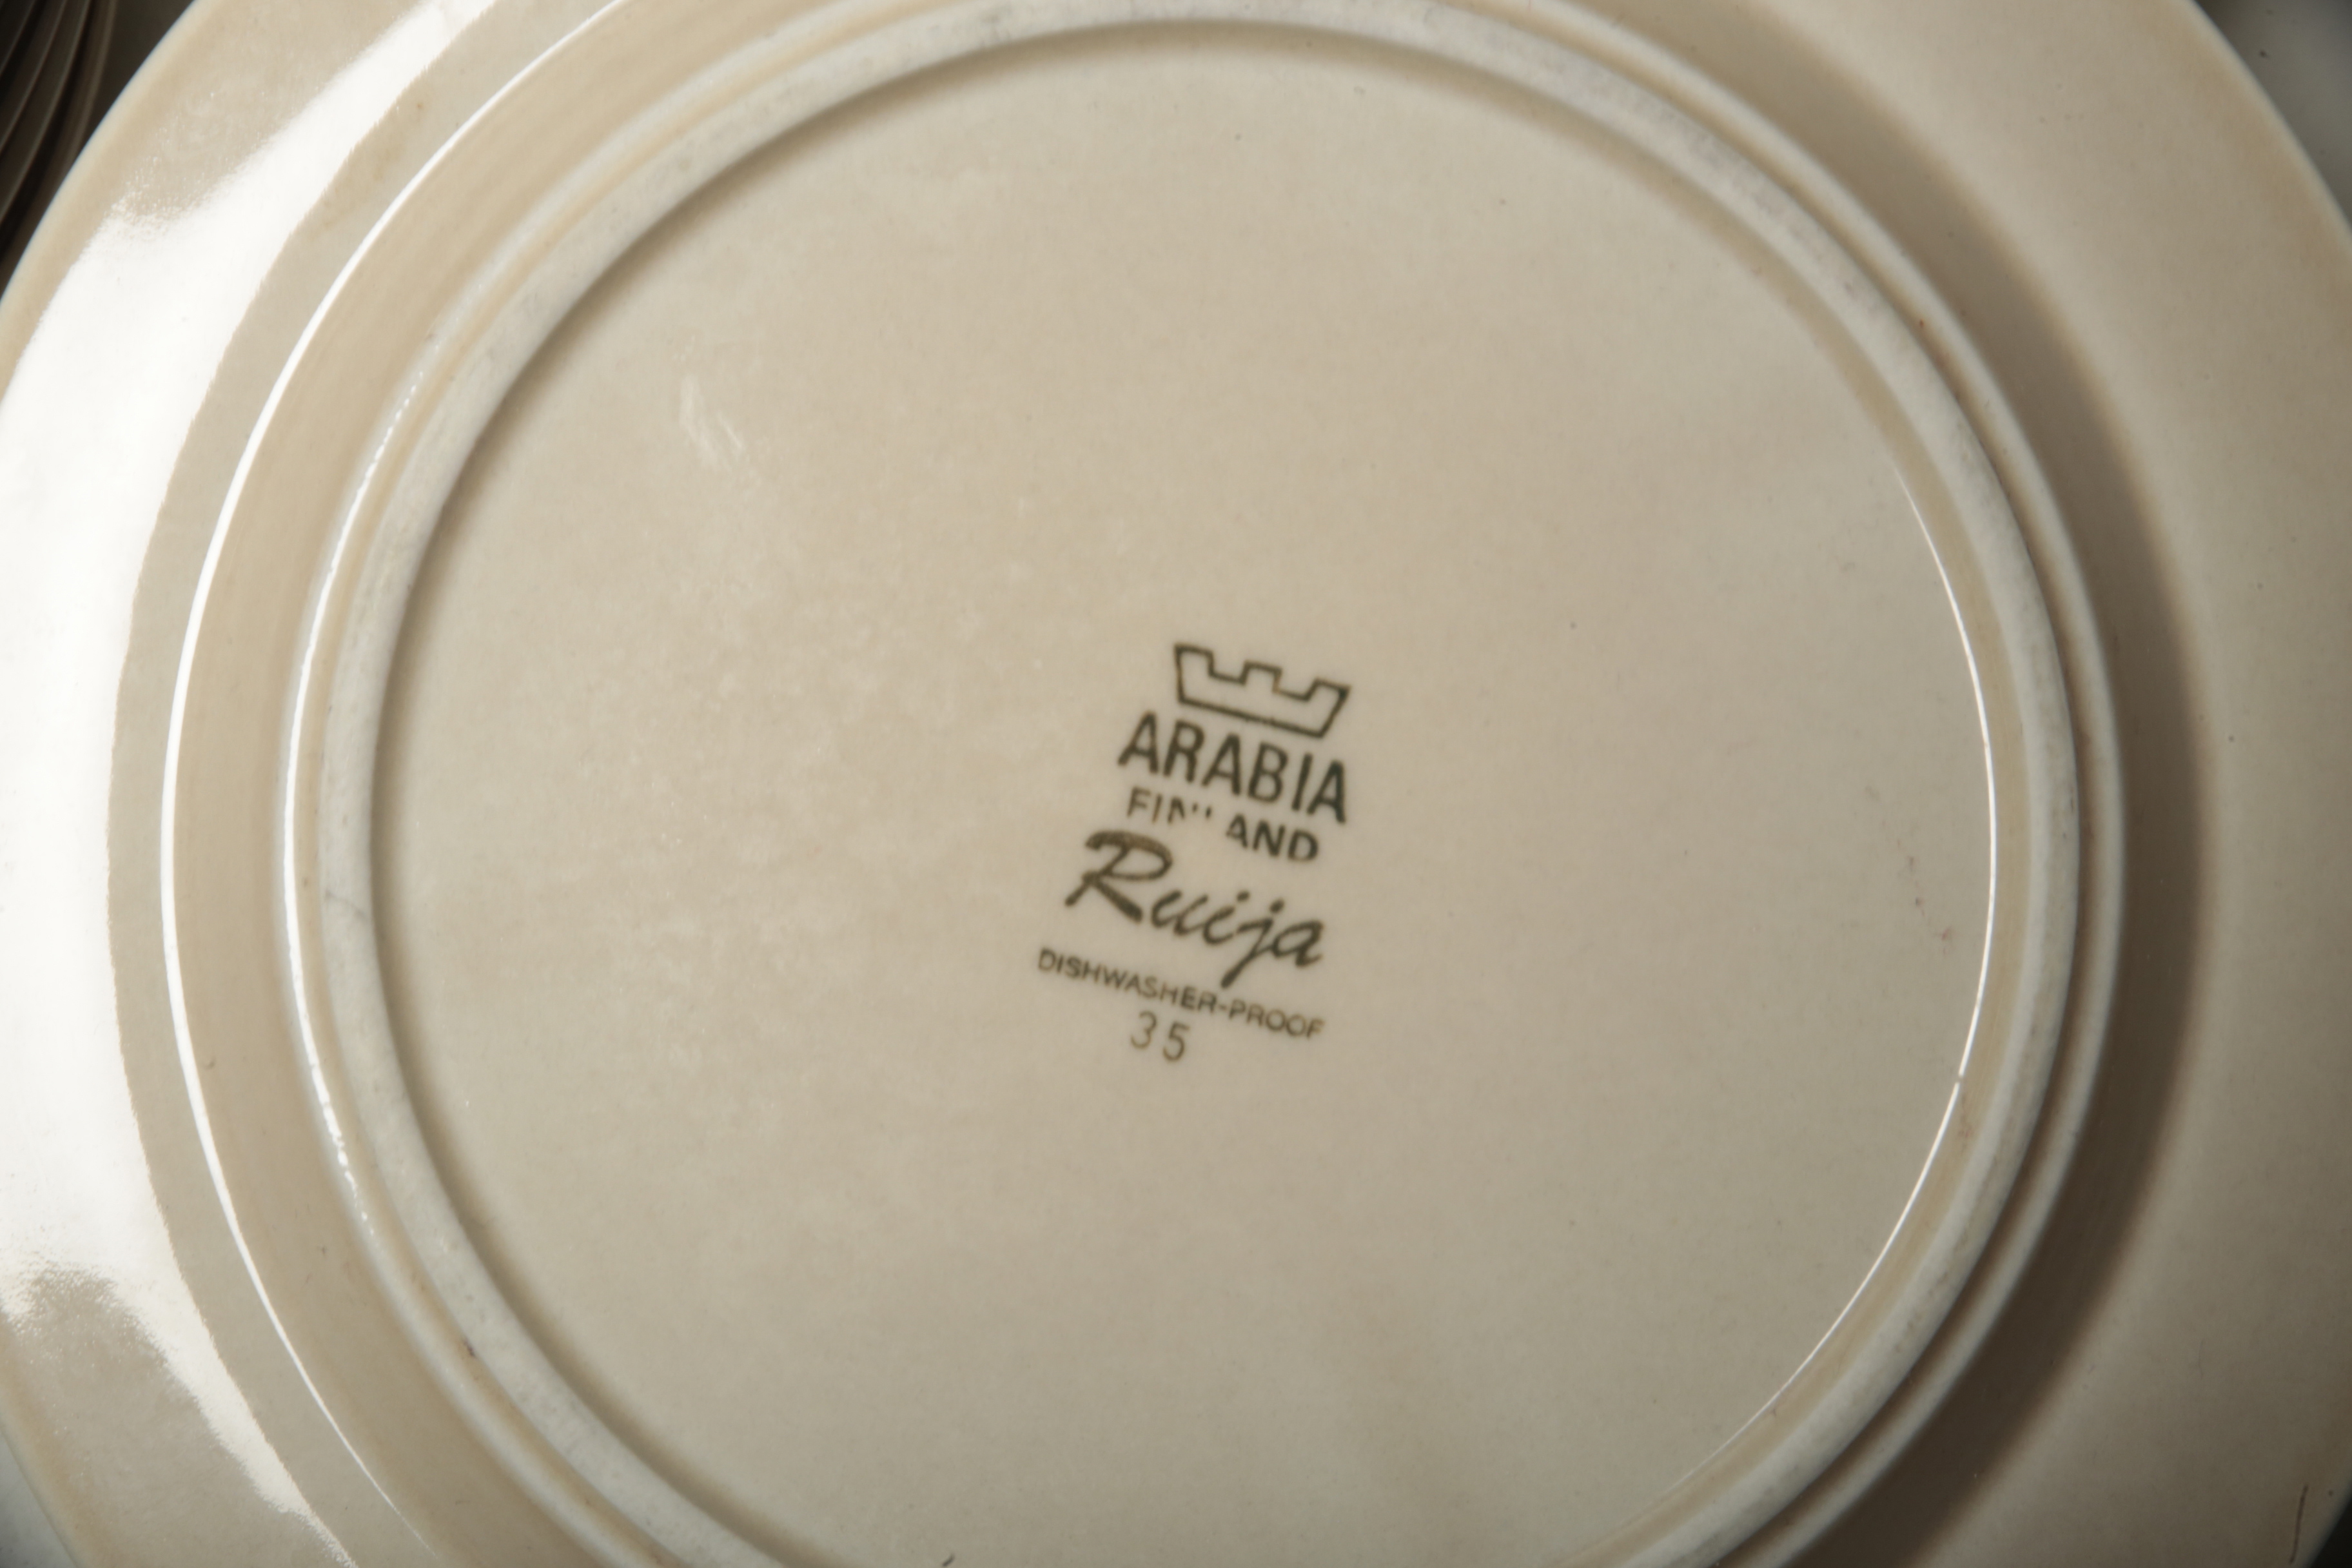 ARABIA
FINLAND
Ruija
DISHWASHER-PROOF
35